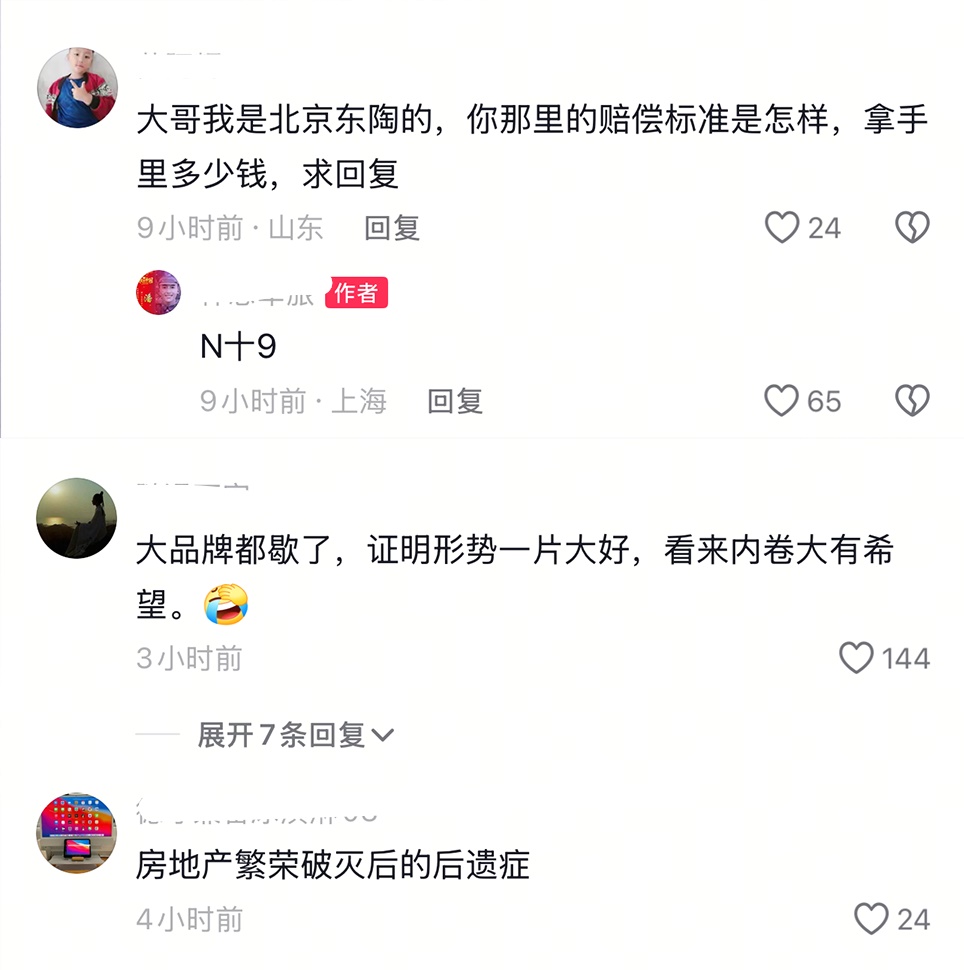 大哥我是北京东陶的，你那里的赔偿标准是怎样，拿手
里多少钱，求回复
9小时前·山东 回复 24
作者
N十9
9小时前·上海 回复 65
大品牌都歇了，证明形势一片大好，看来内卷大有希
望。🤣
3小时前 144
展开7条回复
房地产繁荣破灭后的后遗症
4小时前 24